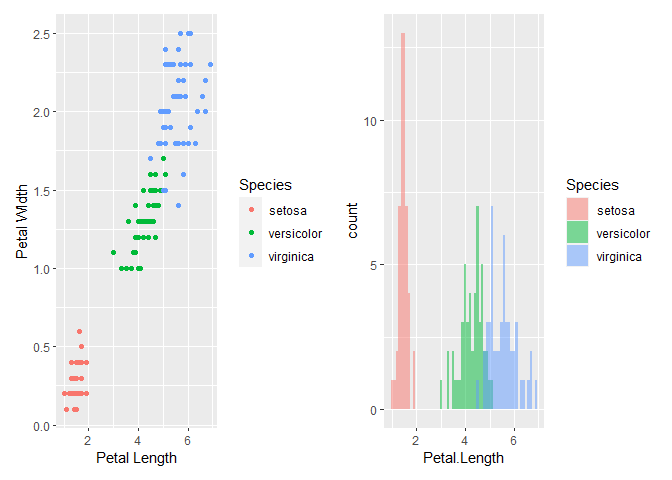 2.5
2.0
1.5
1.0
0.5
0.0
2 4 6
Petal Length
Petal Width
Species
setosa
versicolor
virginica
10
5
0
2 4 6
Petal.Length
count
Species
setosa
versicolor
virginica